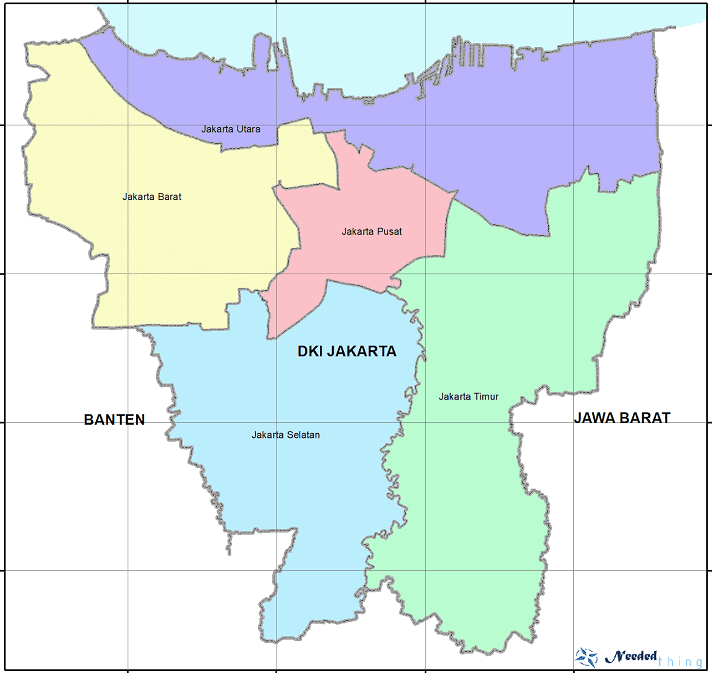 Jakarta Utara
Jakarta Barat
Jakarta Pusat
DKI JAKARTA
Jakarta Timur
BANTEN
JAWA BARAT
Jakarta Selatan
Needed
thing